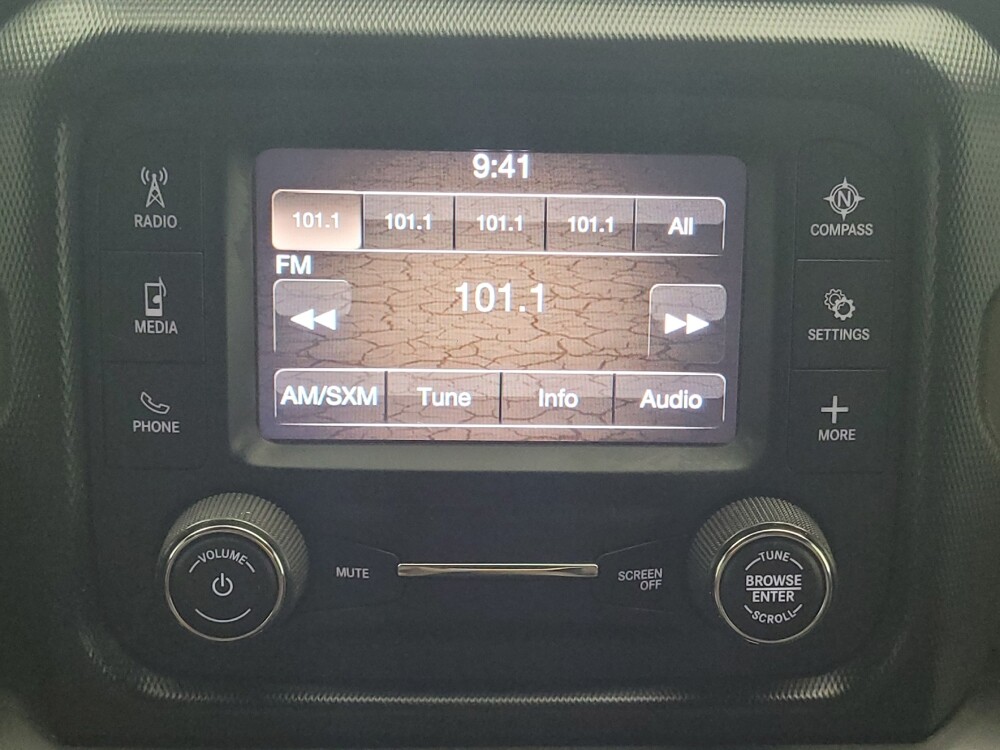 9:41
101.1 101.1 101.1 101.1 All
FM
101.1
AM/SXM Tune Info Audio
RADIO
MEDIA
PHONE
N
COMPASS
SETTINGS
MORE
VOLUME
MUTE
SCREEN
OFF
TUNE
BROWSE
ENTER
SCROLL